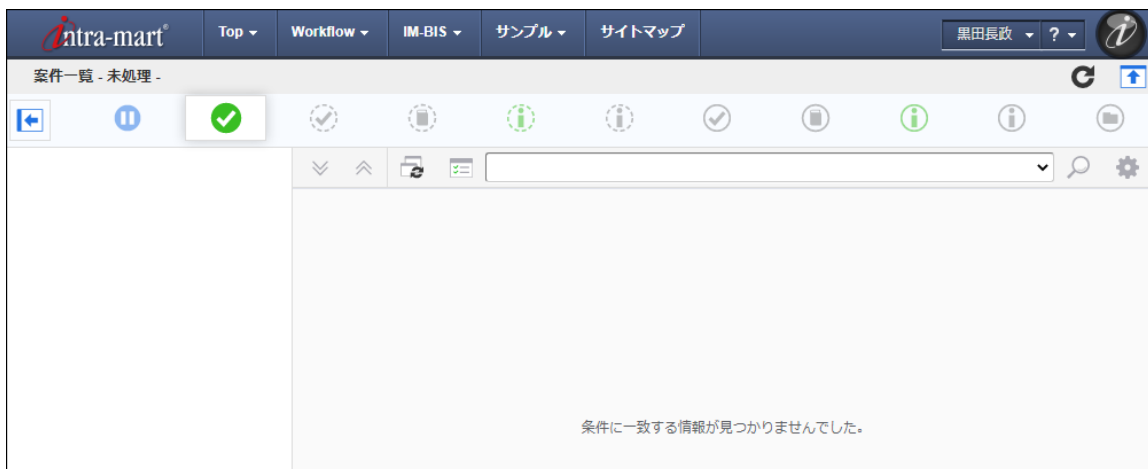 intra-mart®
Top Workflow IM-BIS サンプル サイトマップ 黒田長政 ?
案件一覧 - 未処理 -
条件に一致する情報が見つかりませんでした。